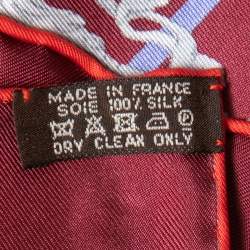 MADE IN FRANCE
SOIE 100% SILK
DRY CLEAN ONLY